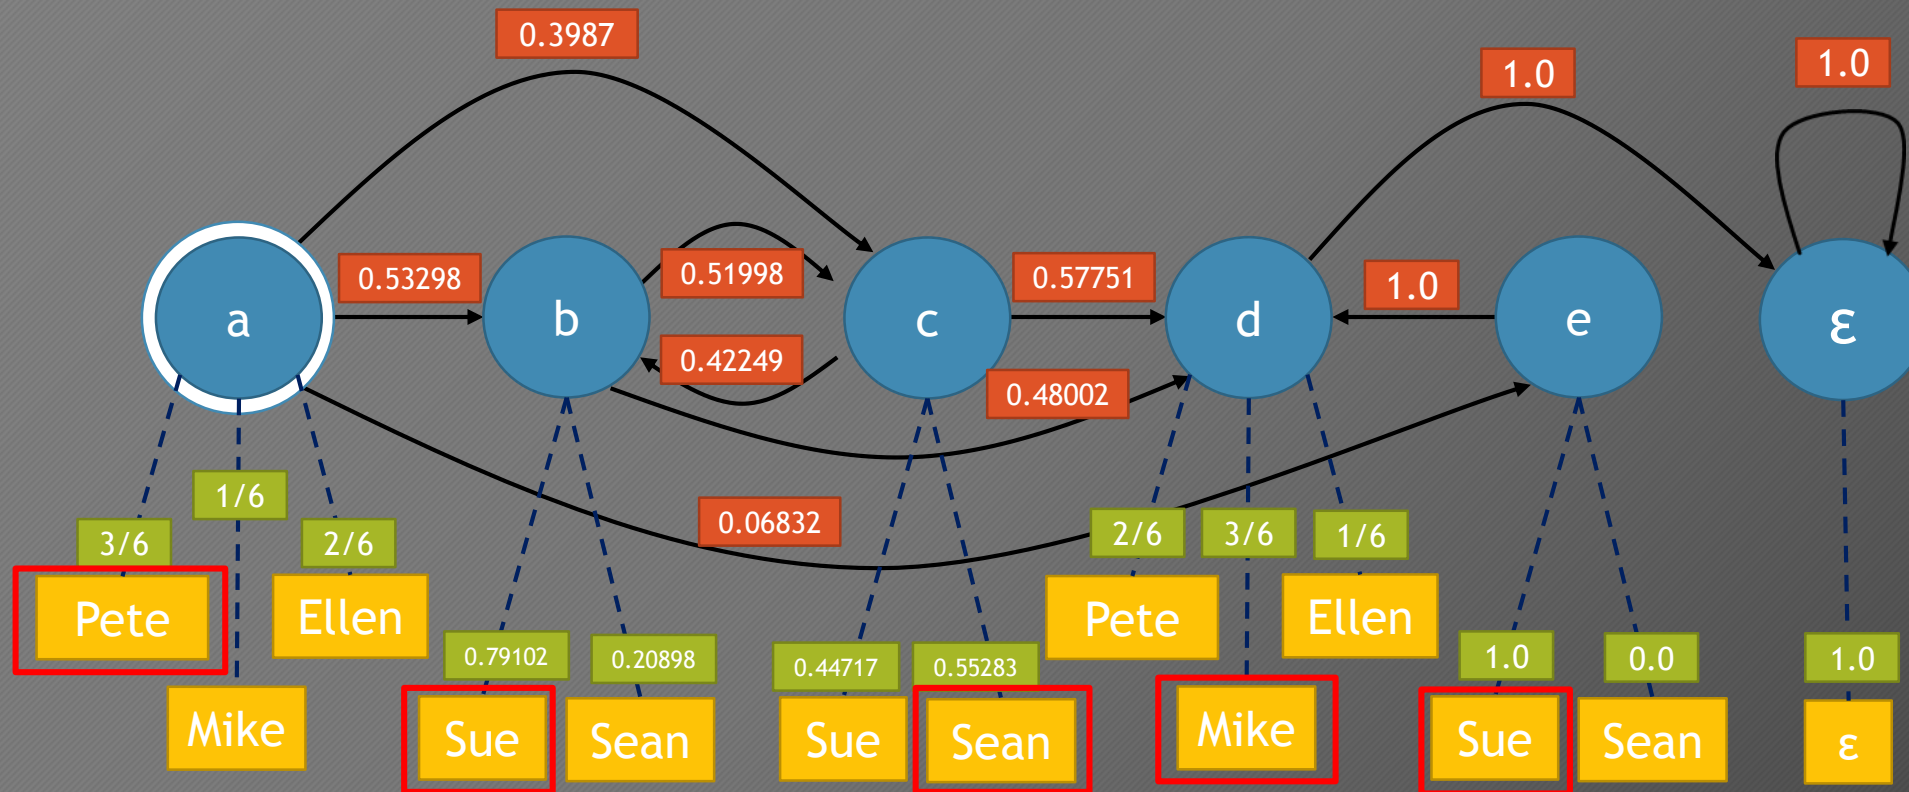 0.3987
1.0
1.0
0.53298
0.51998
0.57751
1.0
a
b
c
d
e
ε
0.42249
0.48002
1/6
0.06832
3/6
2/6
2/6
3/6
1/6
Pete
Ellen
0.79102
0.20898
0.44717
0.55283
Pete
Ellen
1.0
0.0
1.0
Mike
Sue
Sean
Sue
Sean
Mike
Sue
Sean
ε